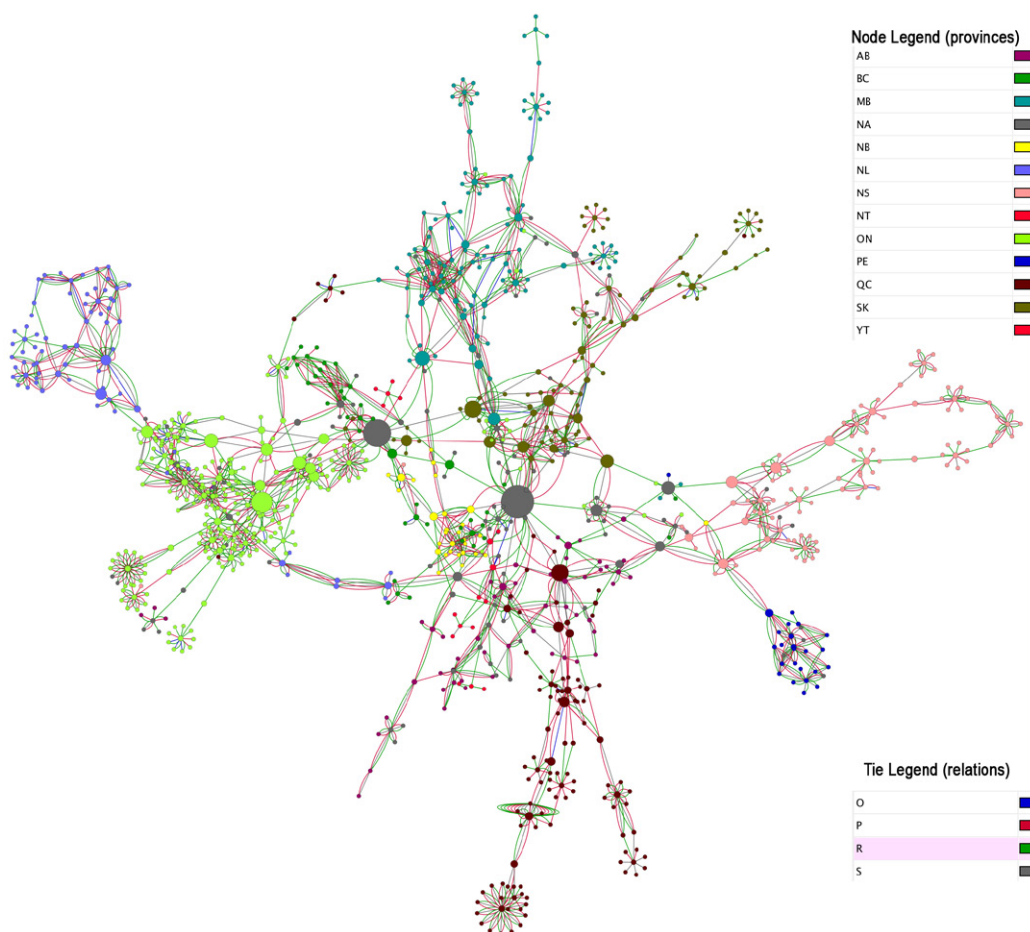 Node Legend (provinces)
AB
BC
MB
NA
NB
NL
NS
NT
ON
PE
QC
SK
YT
Tie Legend (relations)
O
P
R
S